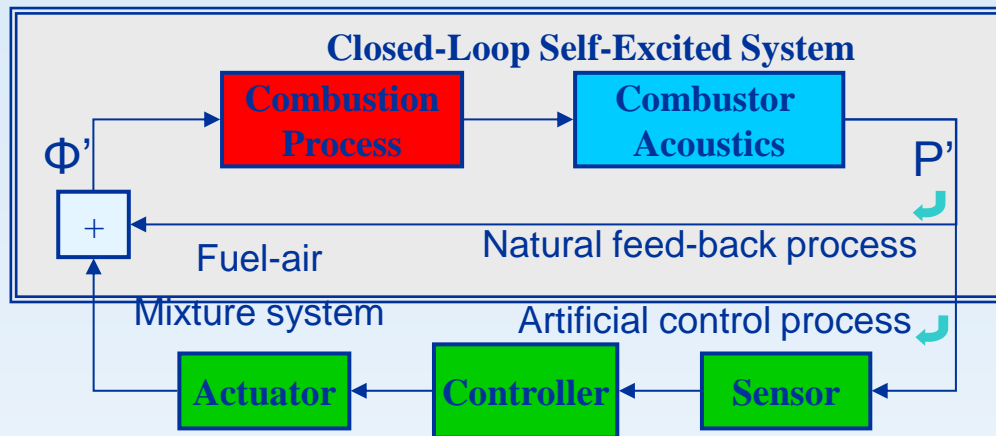 Closed-Loop Self-Excited System
Combustion
Process
Combustor
Acoustics
Φ’
P’
+
Natural feed-back process
Fuel-air
Mixture system
Artificial control process
Actuator
Controller
Sensor